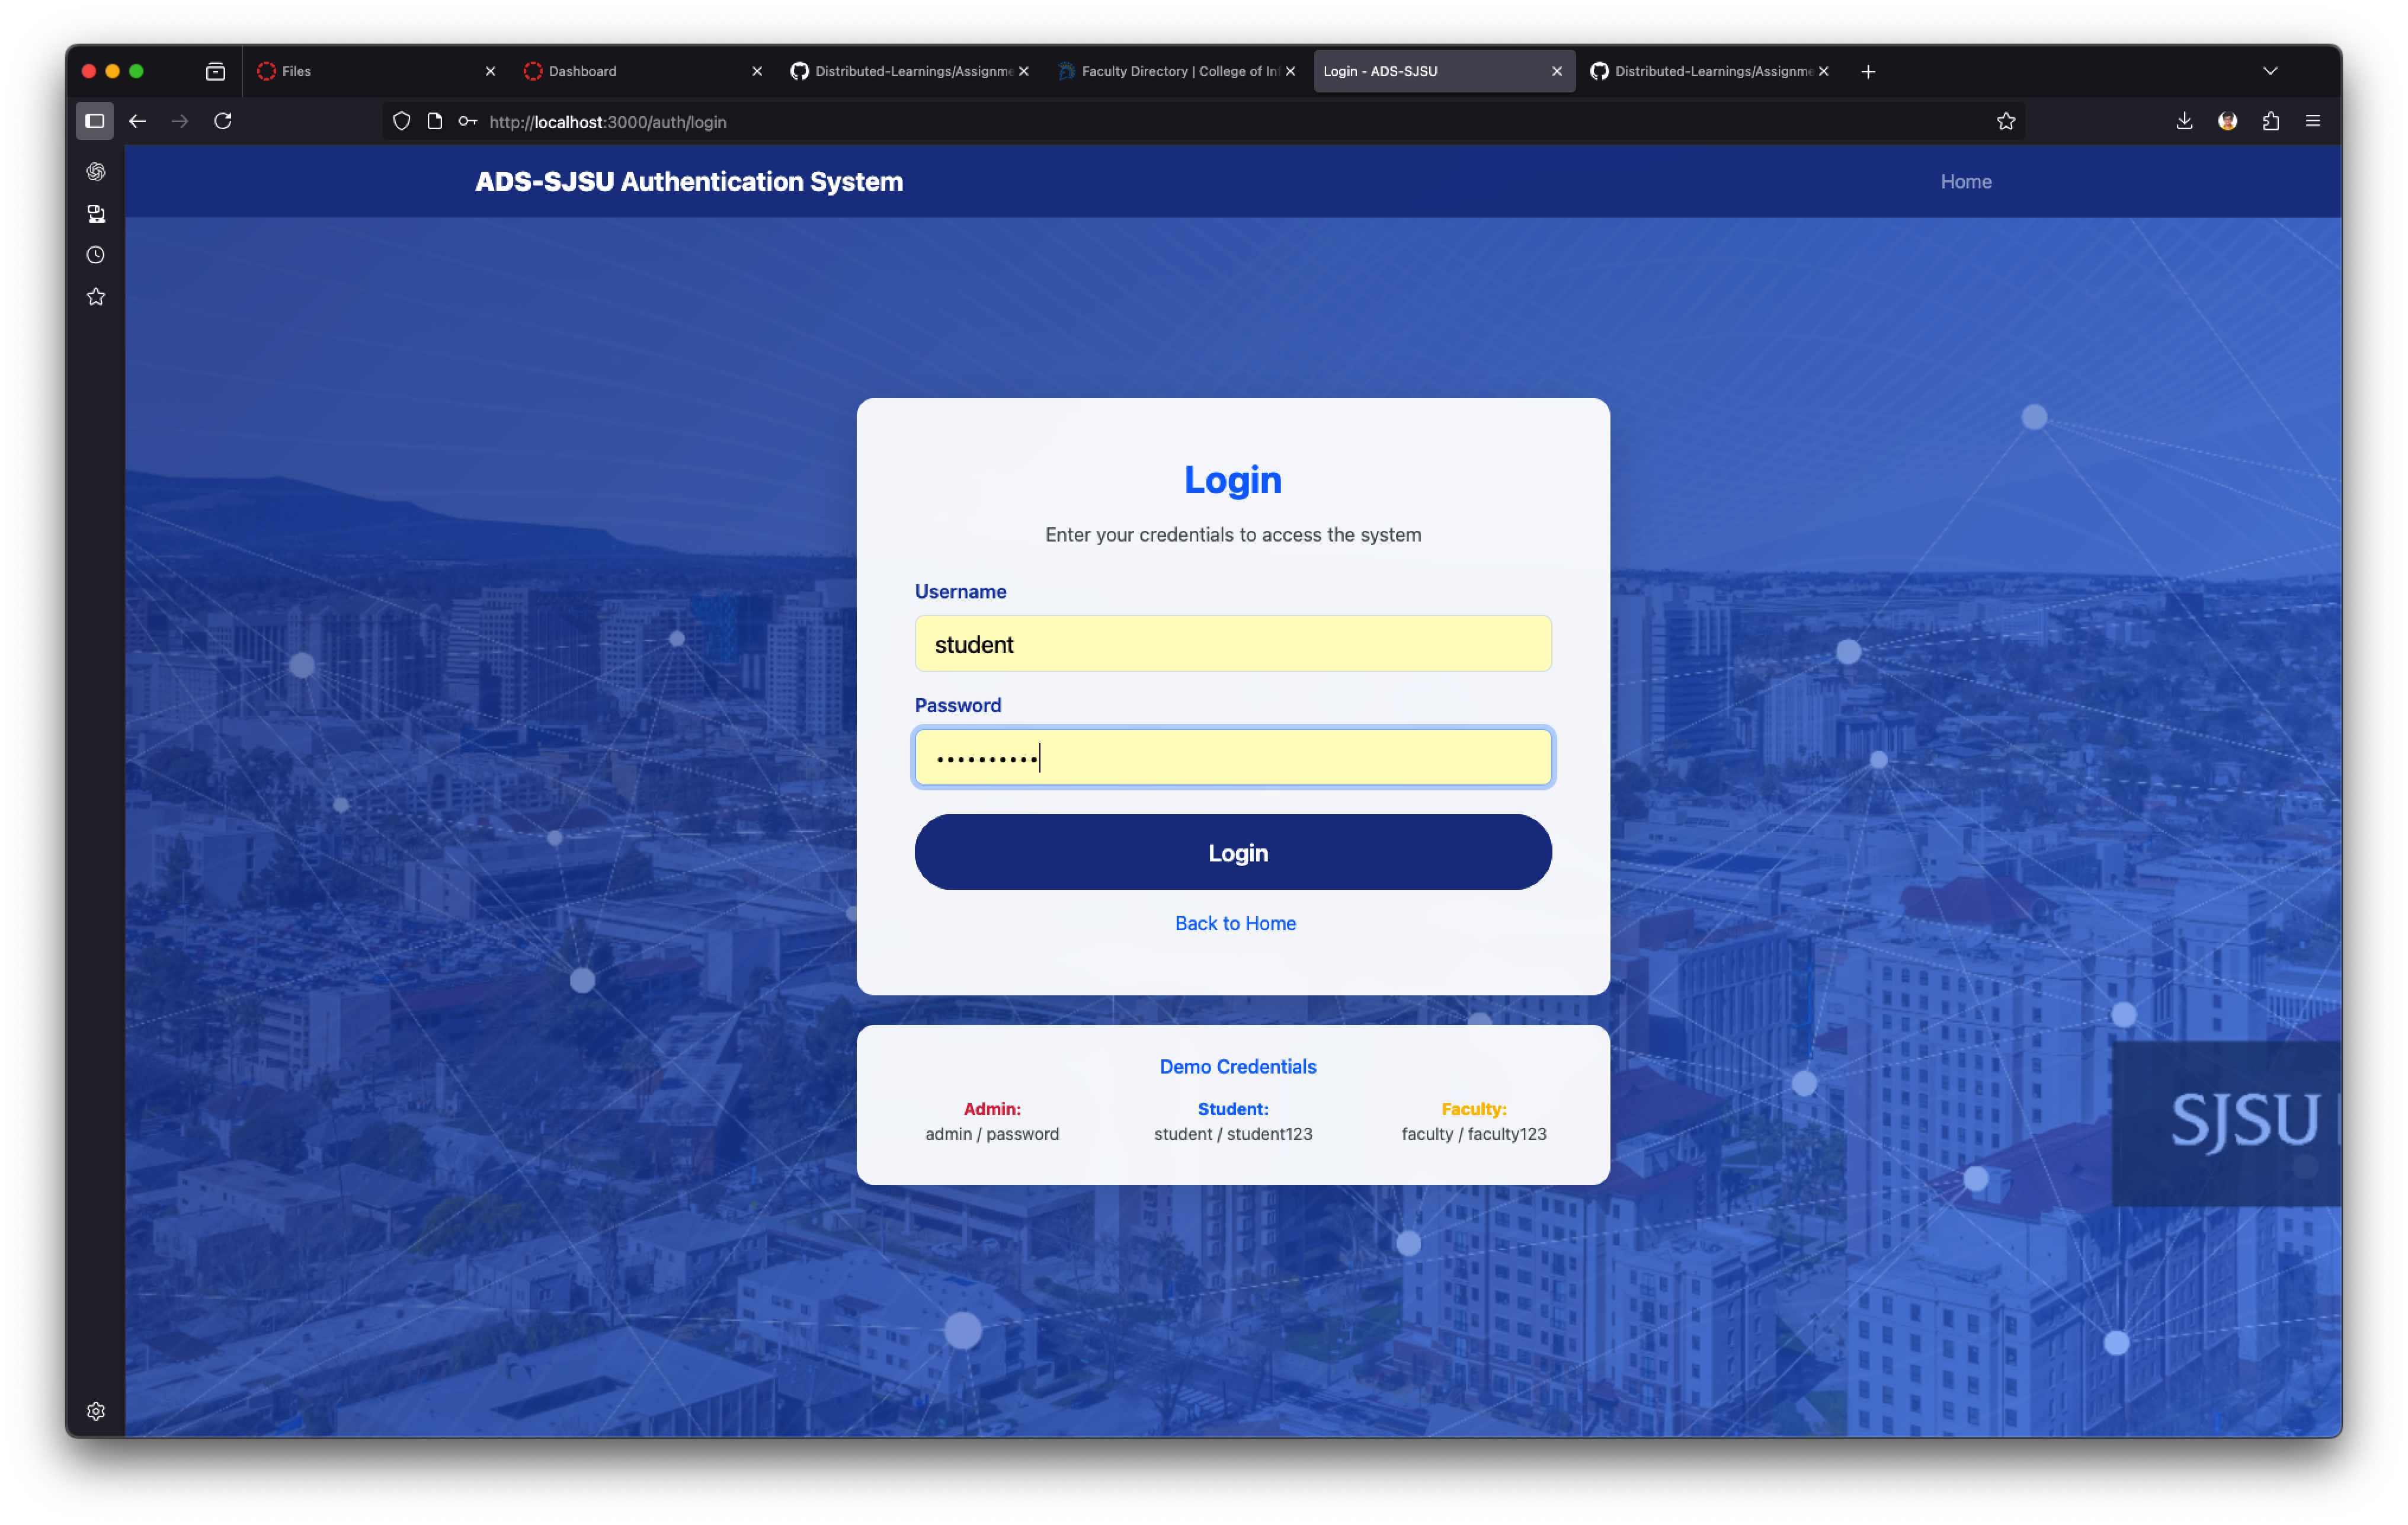 Files
Dashboard
Distributed-Learnings/Assignme
Faculty Directory | College of Inf
Login - ADS-SJSU
Distributed-Learnings/Assignme
http://localhost:3000/auth/login
ADS-SJSU Authentication System
Home
Login
Enter your credentials to access the system
Username
student
Password
••••••••••
Login
Back to Home
Demo Credentials
Admin:
admin / password
Student:
student / student123
Faculty:
faculty / faculty123
SJSU